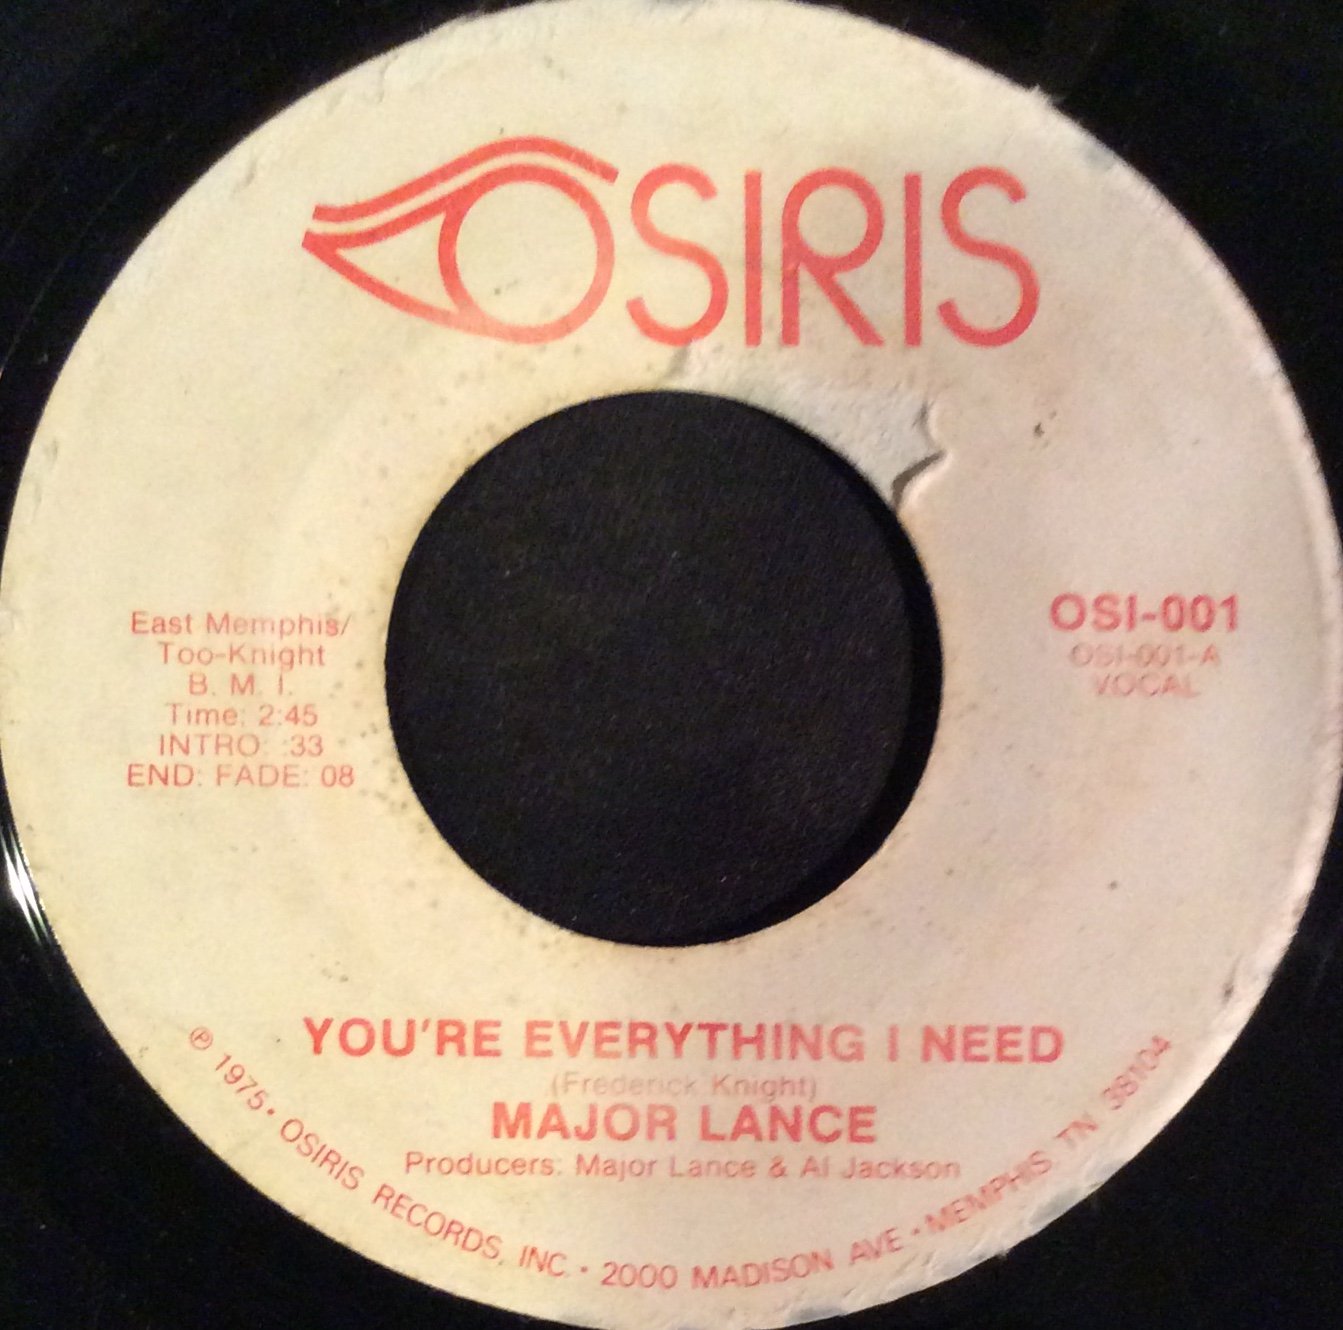 OSIRIS
East Memphis/
Too-Knight
B. M. I.
Time: 2:45
INTRO: :33
END: FADE: 08
OSI-001
OSI-001-A
VOCAL
YOU'RE EVERYTHING I NEED
(Frederick Knight)
MAJOR LANCE
Producers: Major Lance & Al Jackson
℗ 1975 • OSIRIS RECORDS, INC. • 2000 MADISON AVE • MEMPHIS, TN 38104